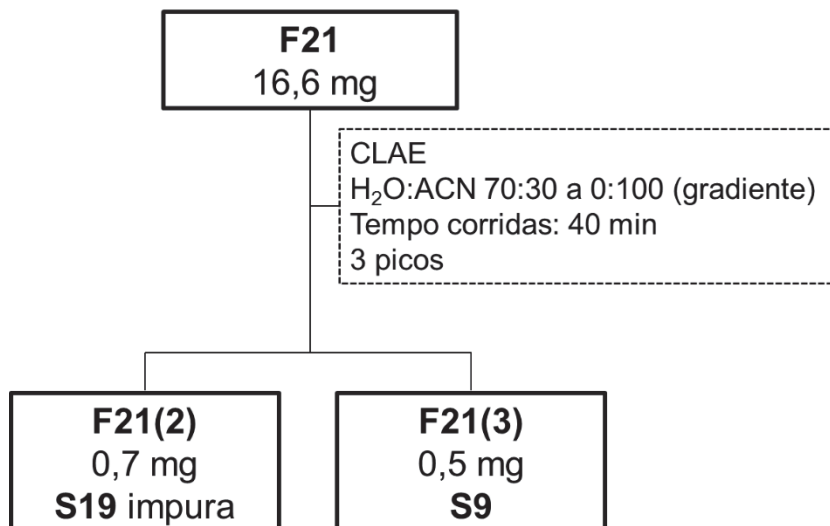 F21
16,6 mg
CLAE
H₂O:ACN 70:30 a 0:100 (gradiente)
Tempo corridas: 40 min
3 picos
F21(2)
0,7 mg
S19 impura
F21(3)
0,5 mg
S9